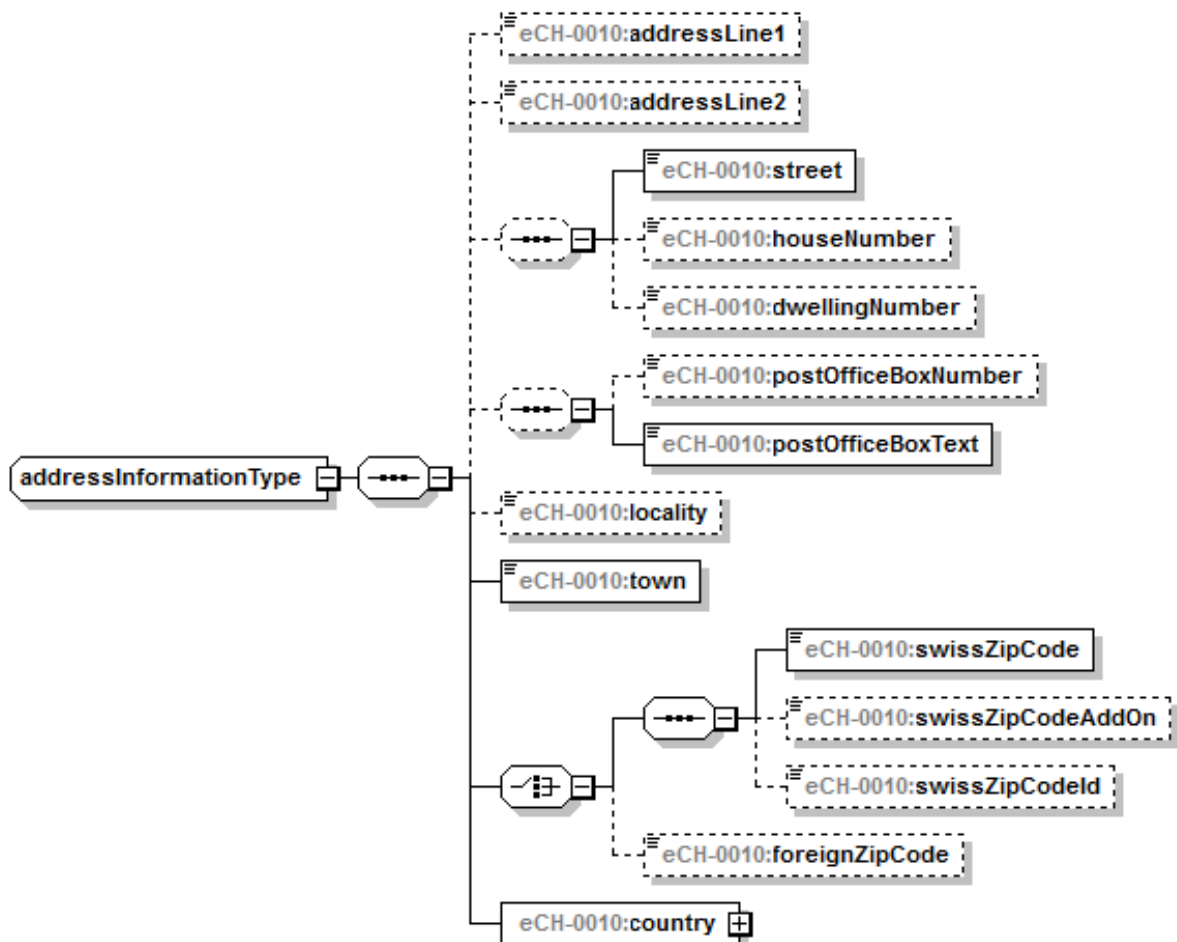 eCH-0010:addressLine1
eCH-0010:addressLine2
eCH-0010:street
eCH-0010:houseNumber
eCH-0010:dwellingNumber
eCH-0010:postOfficeBoxNumber
eCH-0010:postOfficeBoxText
addressInformationType
eCH-0010:locality
eCH-0010:town
eCH-0010:swissZipCode
eCH-0010:swissZipCodeAddOn
eCH-0010:swissZipCodeId
eCH-0010:foreignZipCode
eCH-0010:country